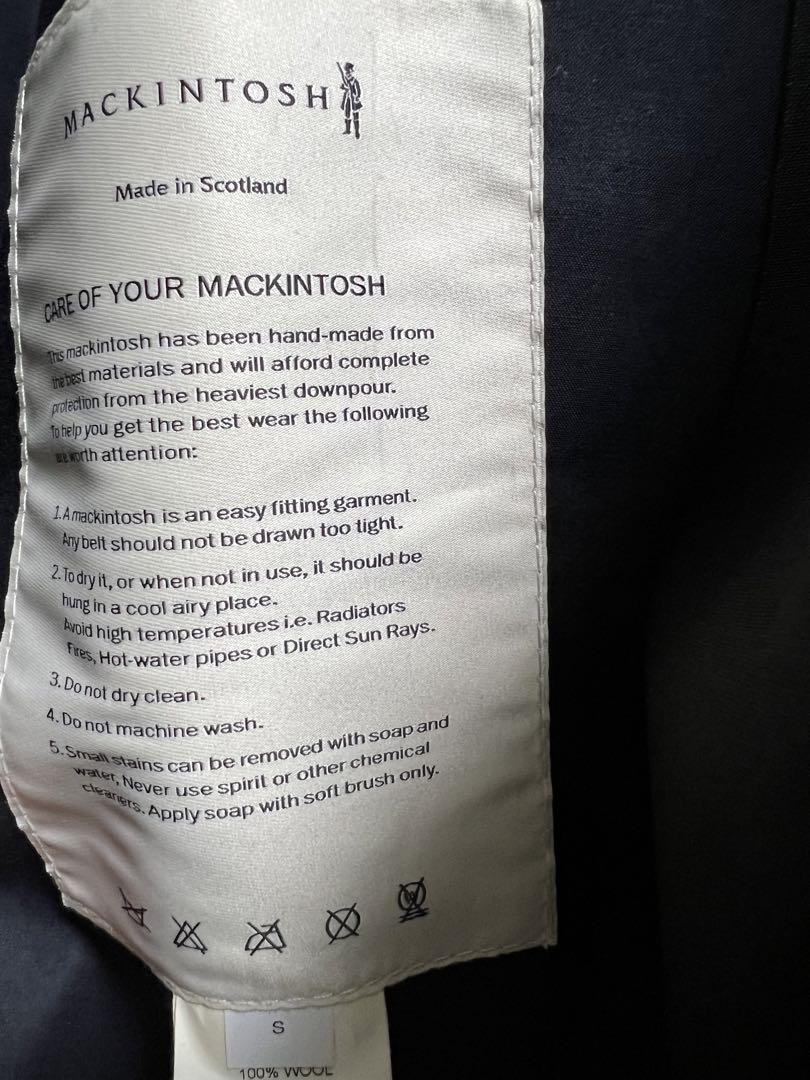 MACKINTOSH
Made in Scotland
CARE OF YOUR MACKINTOSH
This mackintosh has been hand-made from
the best materials and will afford complete
protection from the heaviest downpour.
To help you get the best wear the following
are worth attention:
1. A mackintosh is an easy fitting garment.
Any belt should not be drawn too tight.
2. To dry it, or when not in use, it should be
hung in a cool airy place.
Avoid high temperatures i.e. Radiators
Fires, Hot-water pipes or Direct Sun Rays.
3. Do not dry clean.
4. Do not machine wash.
5. Small stains can be removed with soap and
water, Never use spirit or other chemical
cleaners. Apply soap with soft brush only.
W
S
100% WOOL